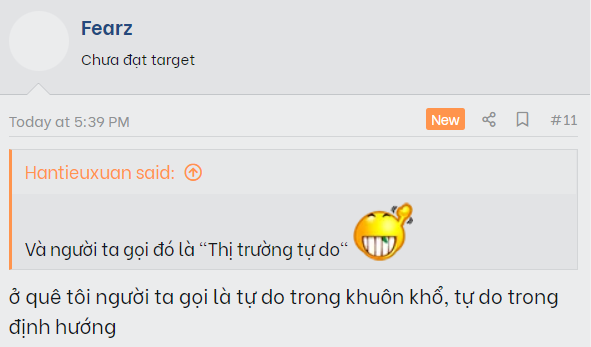 Fearz
Chưa đạt target
Today at 5:39 PM
New
#11
Hantieuxuan said:
Và người ta gọi đó là “Thị trường tự do“
ở quê tôi người ta gọi là tự do trong khuôn khổ, tự do trong
định hướng